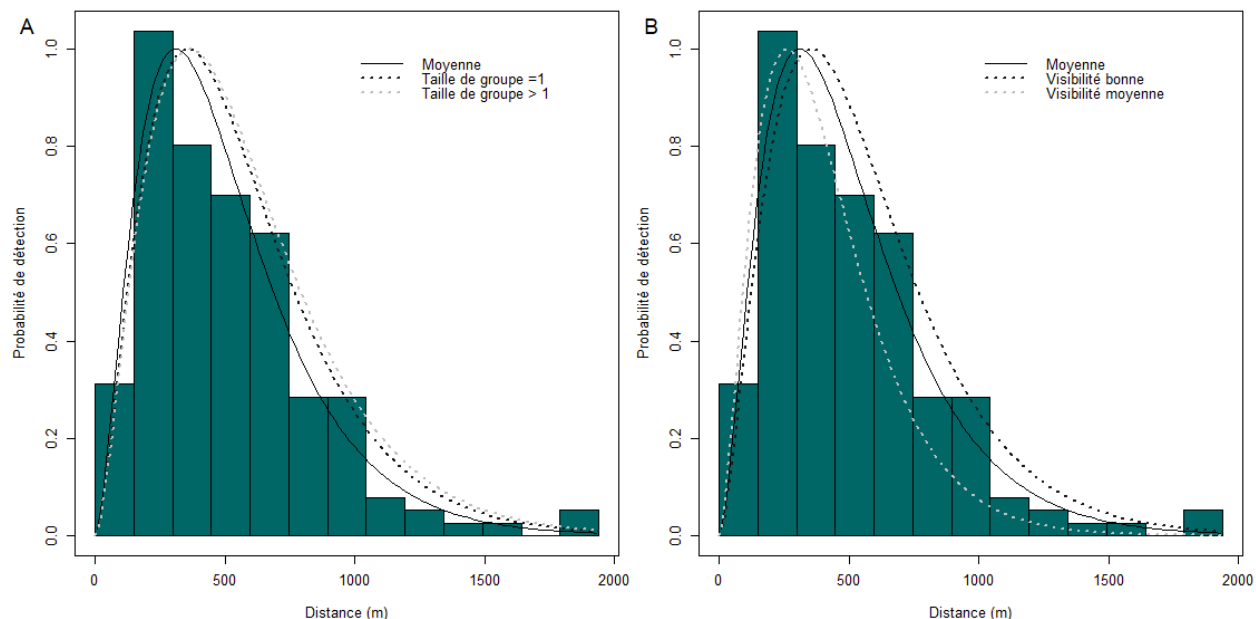 A
Moyenne
Taille de groupe =1
Taille de groupe > 1
Probabilité de détection
1.0
0.8
0.6
0.4
0.2
0.0
0
500
1000
1500
2000
Distance (m)
B
Moyenne
Visibilité bonne
Visibilité moyenne
Probabilité de détection
1.0
0.8
0.6
0.4
0.2
0.0
0
500
1000
1500
2000
Distance (m)